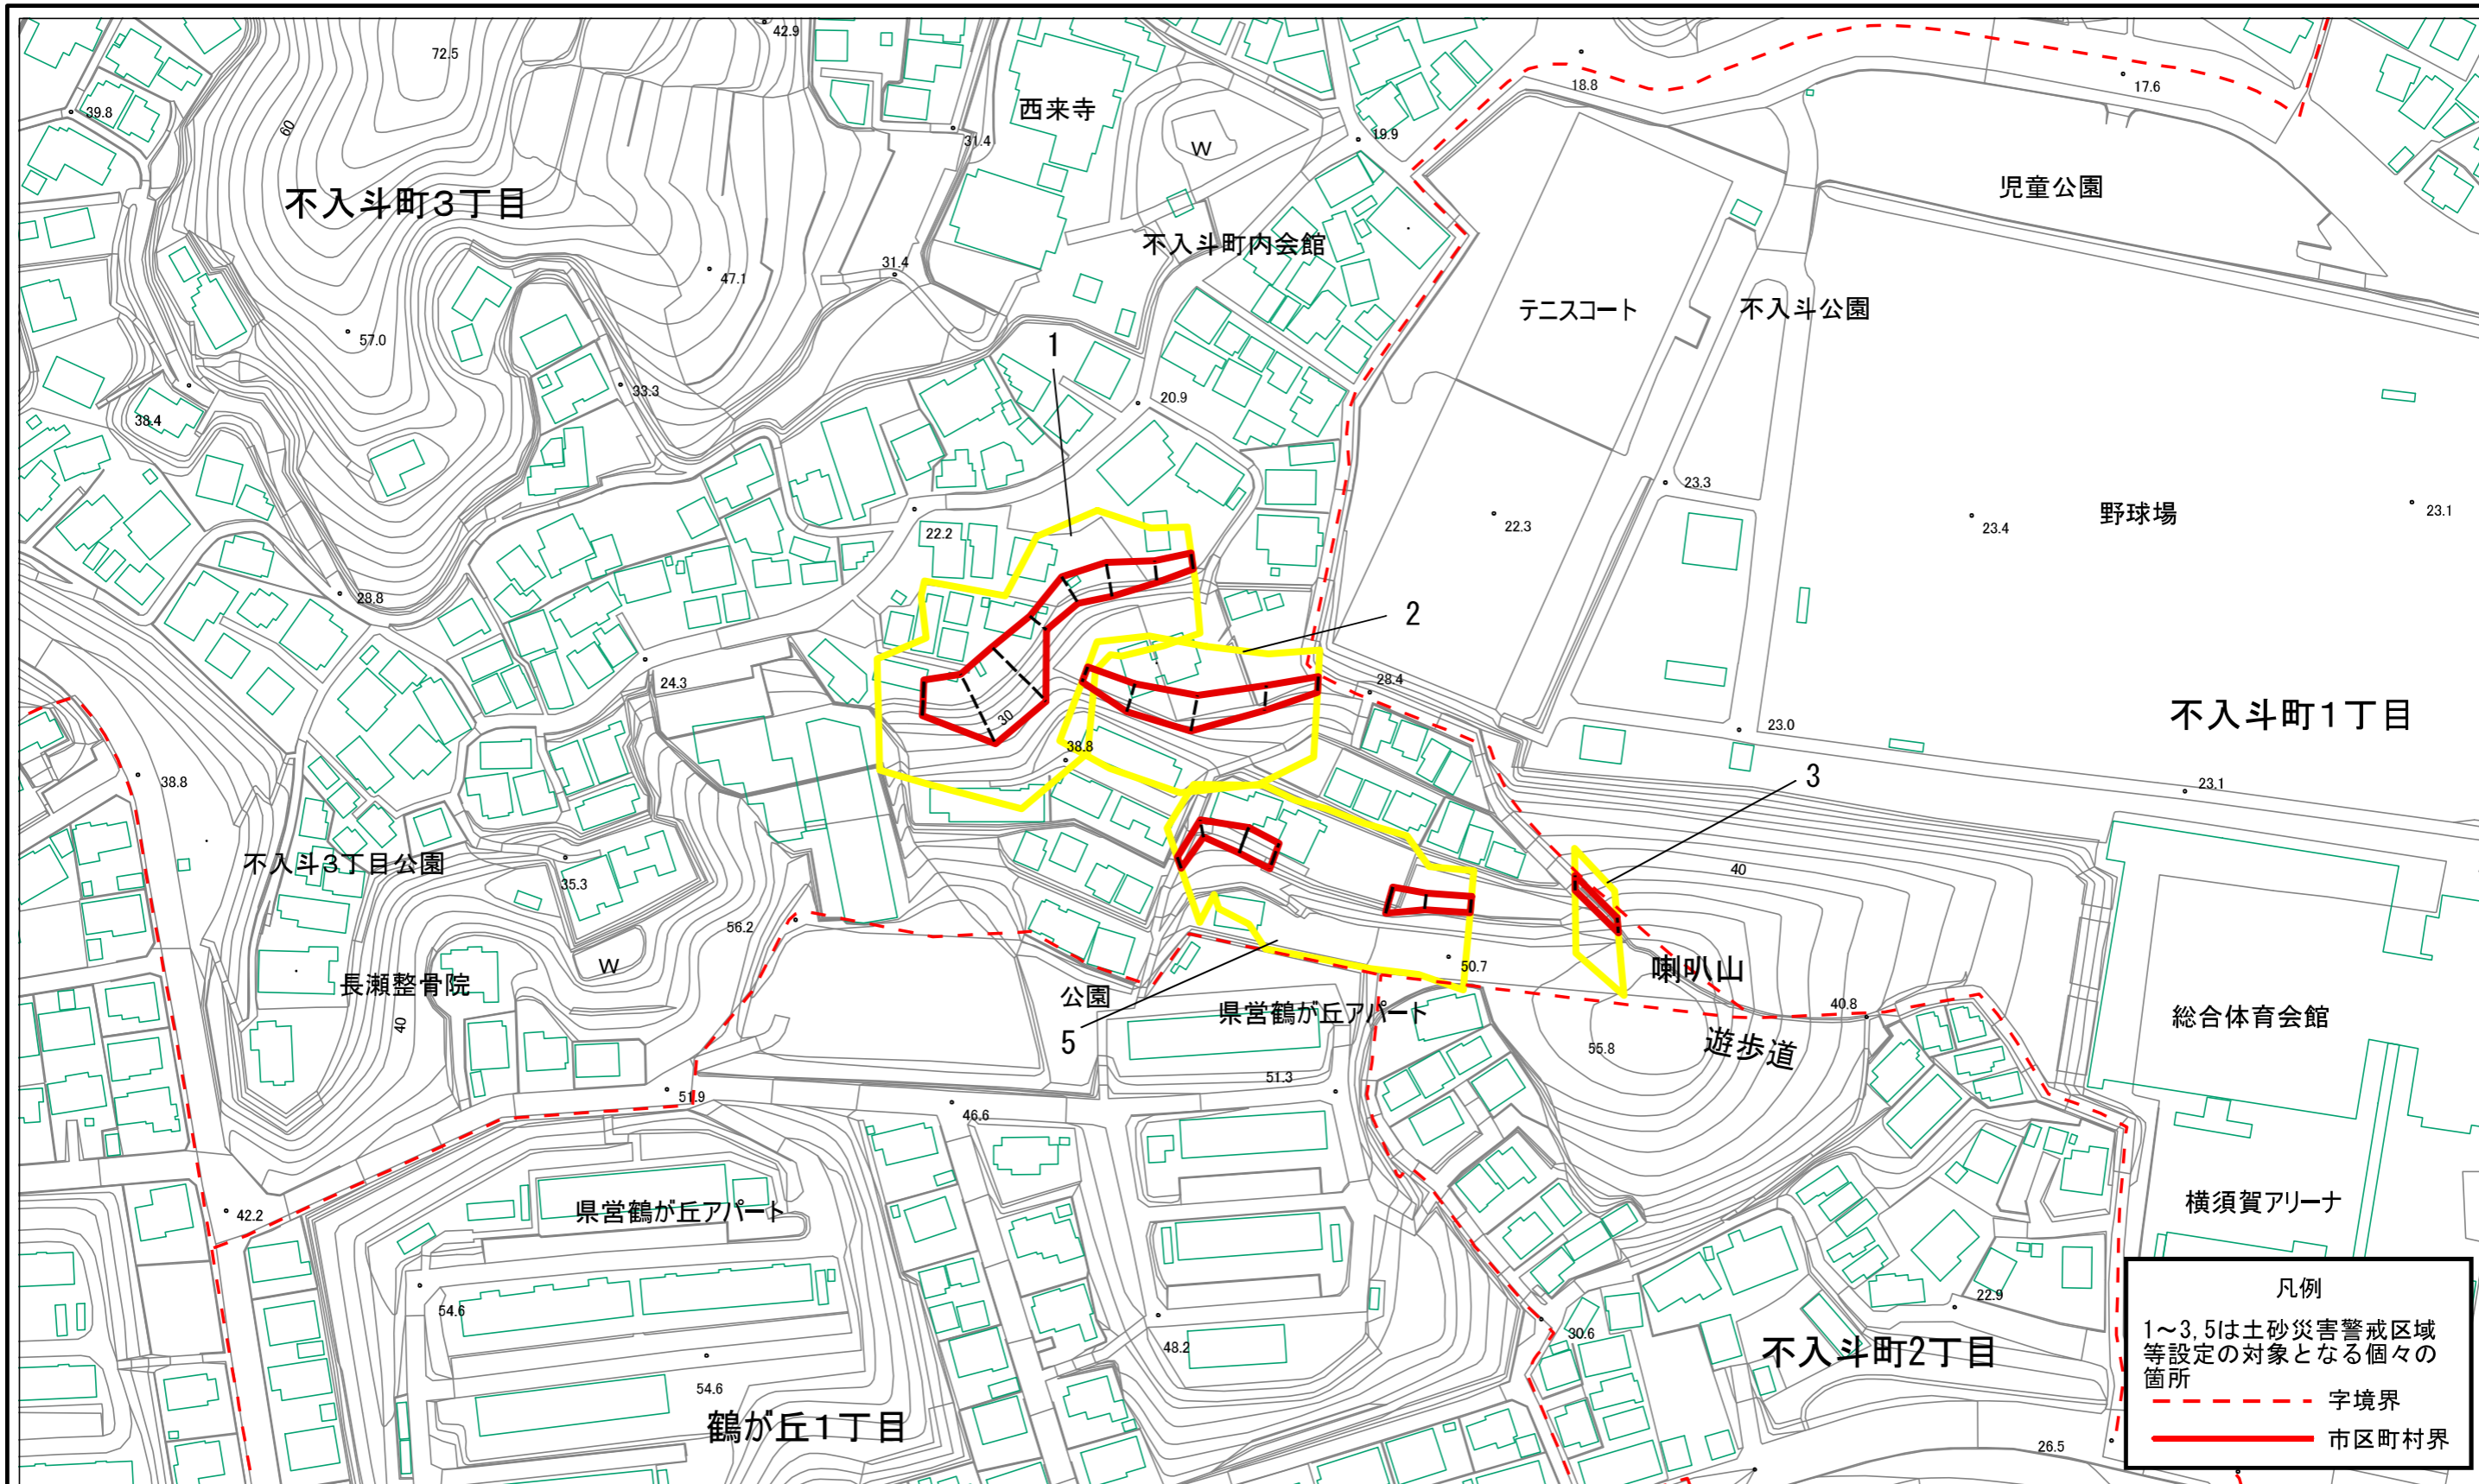 72.5
42.9
39.8
60
西来寺
31.4
W
19.9
18.8
17.6
児童公園
不入斗町3丁目
不入斗町内会館
47.1
31.4
57.0
テニスコート
不入斗公園
1
33.3
38.4
20.9
23.3
22.3
23.4
野球場
23.1
22.2
28.8
2
24.3
30
28.4
38.8
23.0
不入斗町1丁目
38.8
3
23.1
不入斗3丁目公園
35.3
40
56.2
W
長瀬整骨院
40
公園
5
県営鶴が丘アパート
50.7
喇叭山
遊歩道
55.8
40.8
総合体育会館
51.9
46.6
51.3
42.2
県営鶴が丘アパート
横須賀アリーナ
54.6
48.2
30.6
22.9
54.6
鶴が丘1丁目
不入斗町2丁目
26.5
凡例
1～3,5は土砂災害警戒区域
等設定の対象となる個々の
箇所
字境界
市区町村界